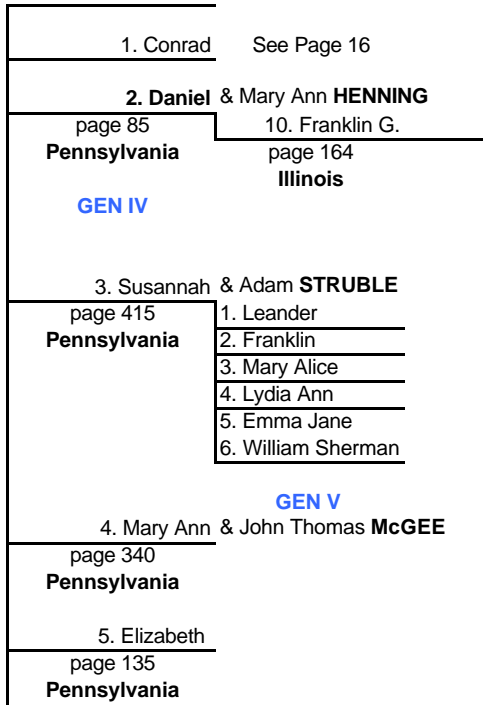 1. Conrad See Page 16
2. Daniel & Mary Ann HENNING
page 85 10. Franklin G.
Pennsylvania page 164
Illinois
GEN IV
3. Susannah & Adam STRUBLE
page 415 1. Leander
Pennsylvania 2. Franklin
3. Mary Alice
4. Lydia Ann
5. Emma Jane
6. William Sherman
GEN V
4. Mary Ann & John Thomas McGEE
page 340
Pennsylvania
5. Elizabeth
page 135
Pennsylvania